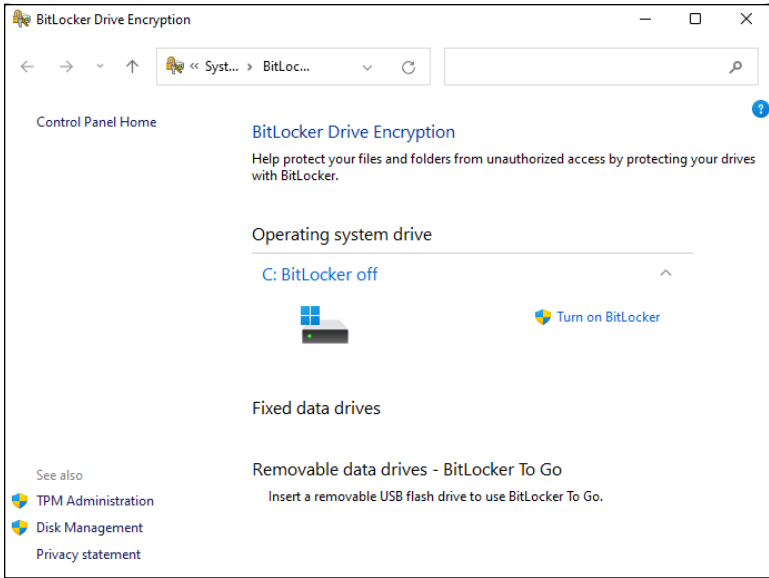 BitLocker Drive Encryption
« Syst... › BitLoc...
Control Panel Home
?
BitLocker Drive Encryption
Help protect your files and folders from unauthorized access by protecting your drives
with BitLocker.
Operating system drive
C: BitLocker off
Turn on BitLocker
Fixed data drives
Removable data drives - BitLocker To Go
Insert a removable USB flash drive to use BitLocker To Go.
See also
TPM Administration
Disk Management
Privacy statement